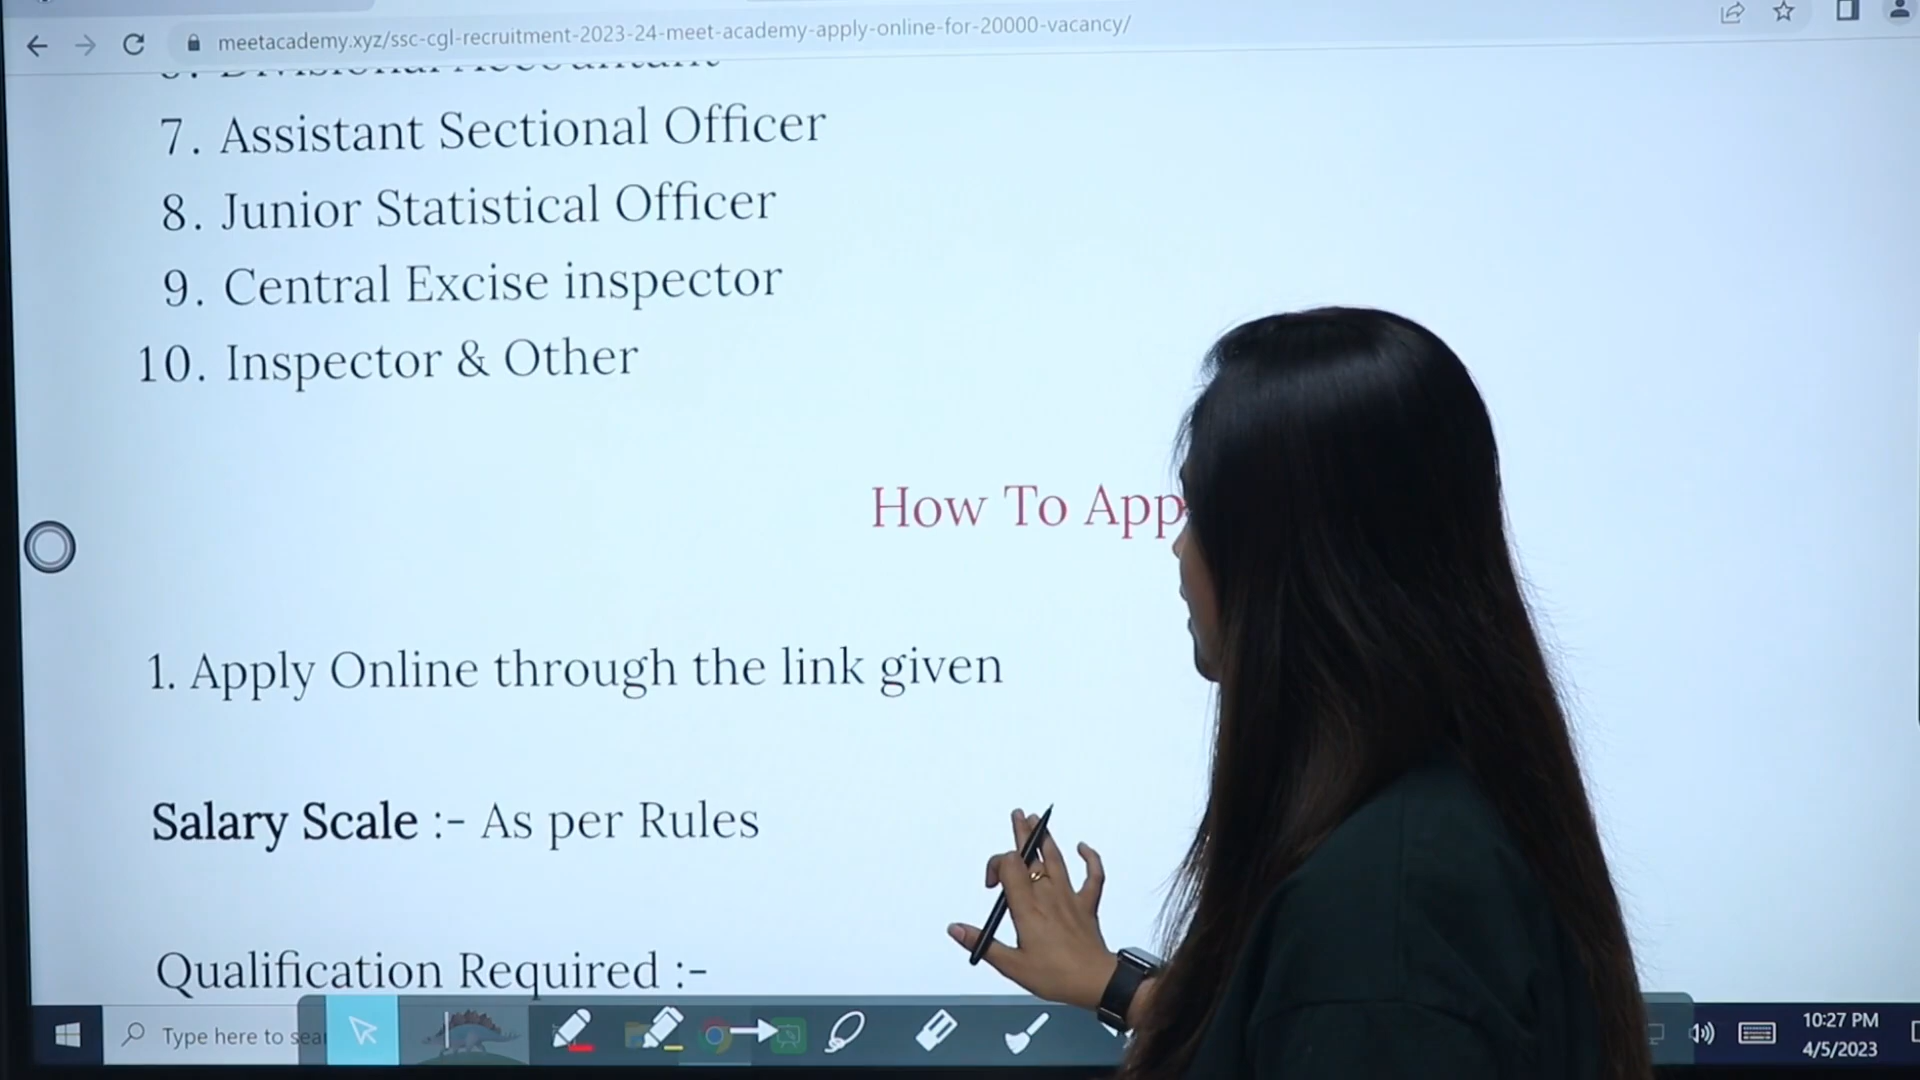 meetacademy.xyz/ssc-cgl-recruitment-2023-24-meet-academy-apply-online-for-20000-vacancy/
7. Assistant Sectional Officer
8. Junior Statistical Officer
9. Central Excise inspector
10. Inspector & Other
How To App
1. Apply Online through the link given
Salary Scale :- As per Rules
Qualification Required :-
Type here to sea
10:27 PM
4/5/2023